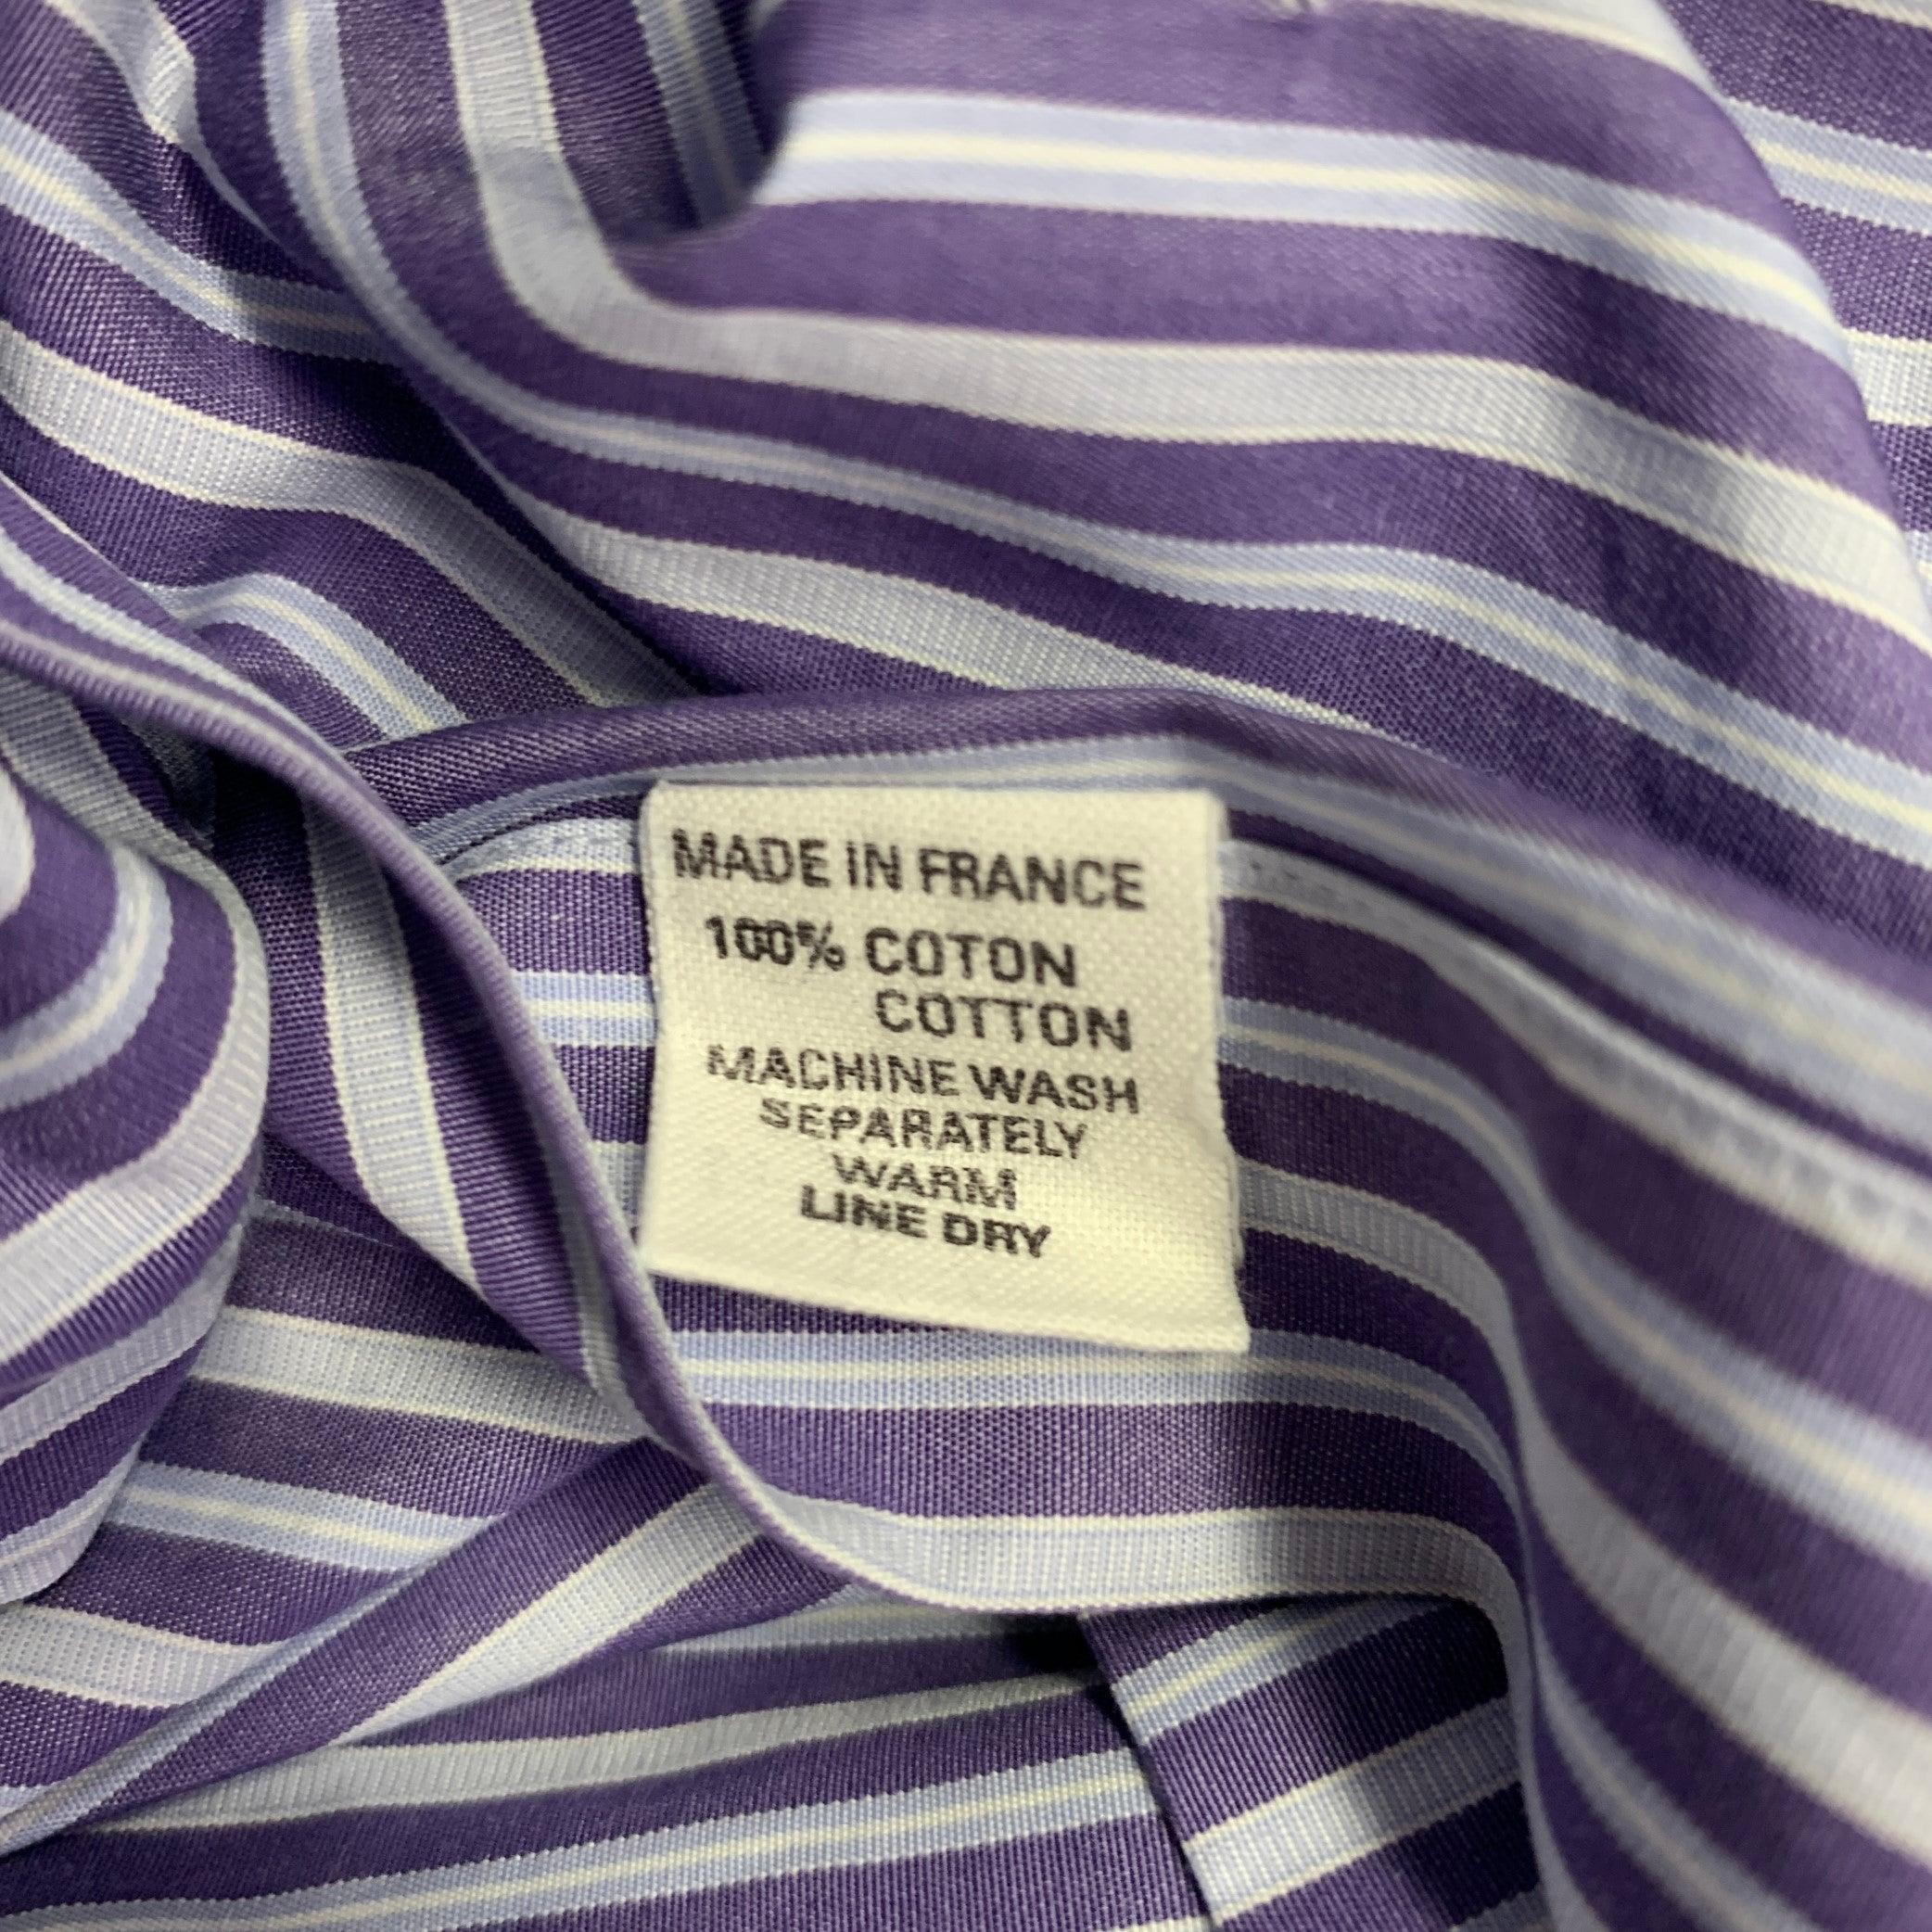 MADE IN FRANCE
100% COTON
COTTON
MACHINE WASH
SEPARATELY
WARM
LINE DRY